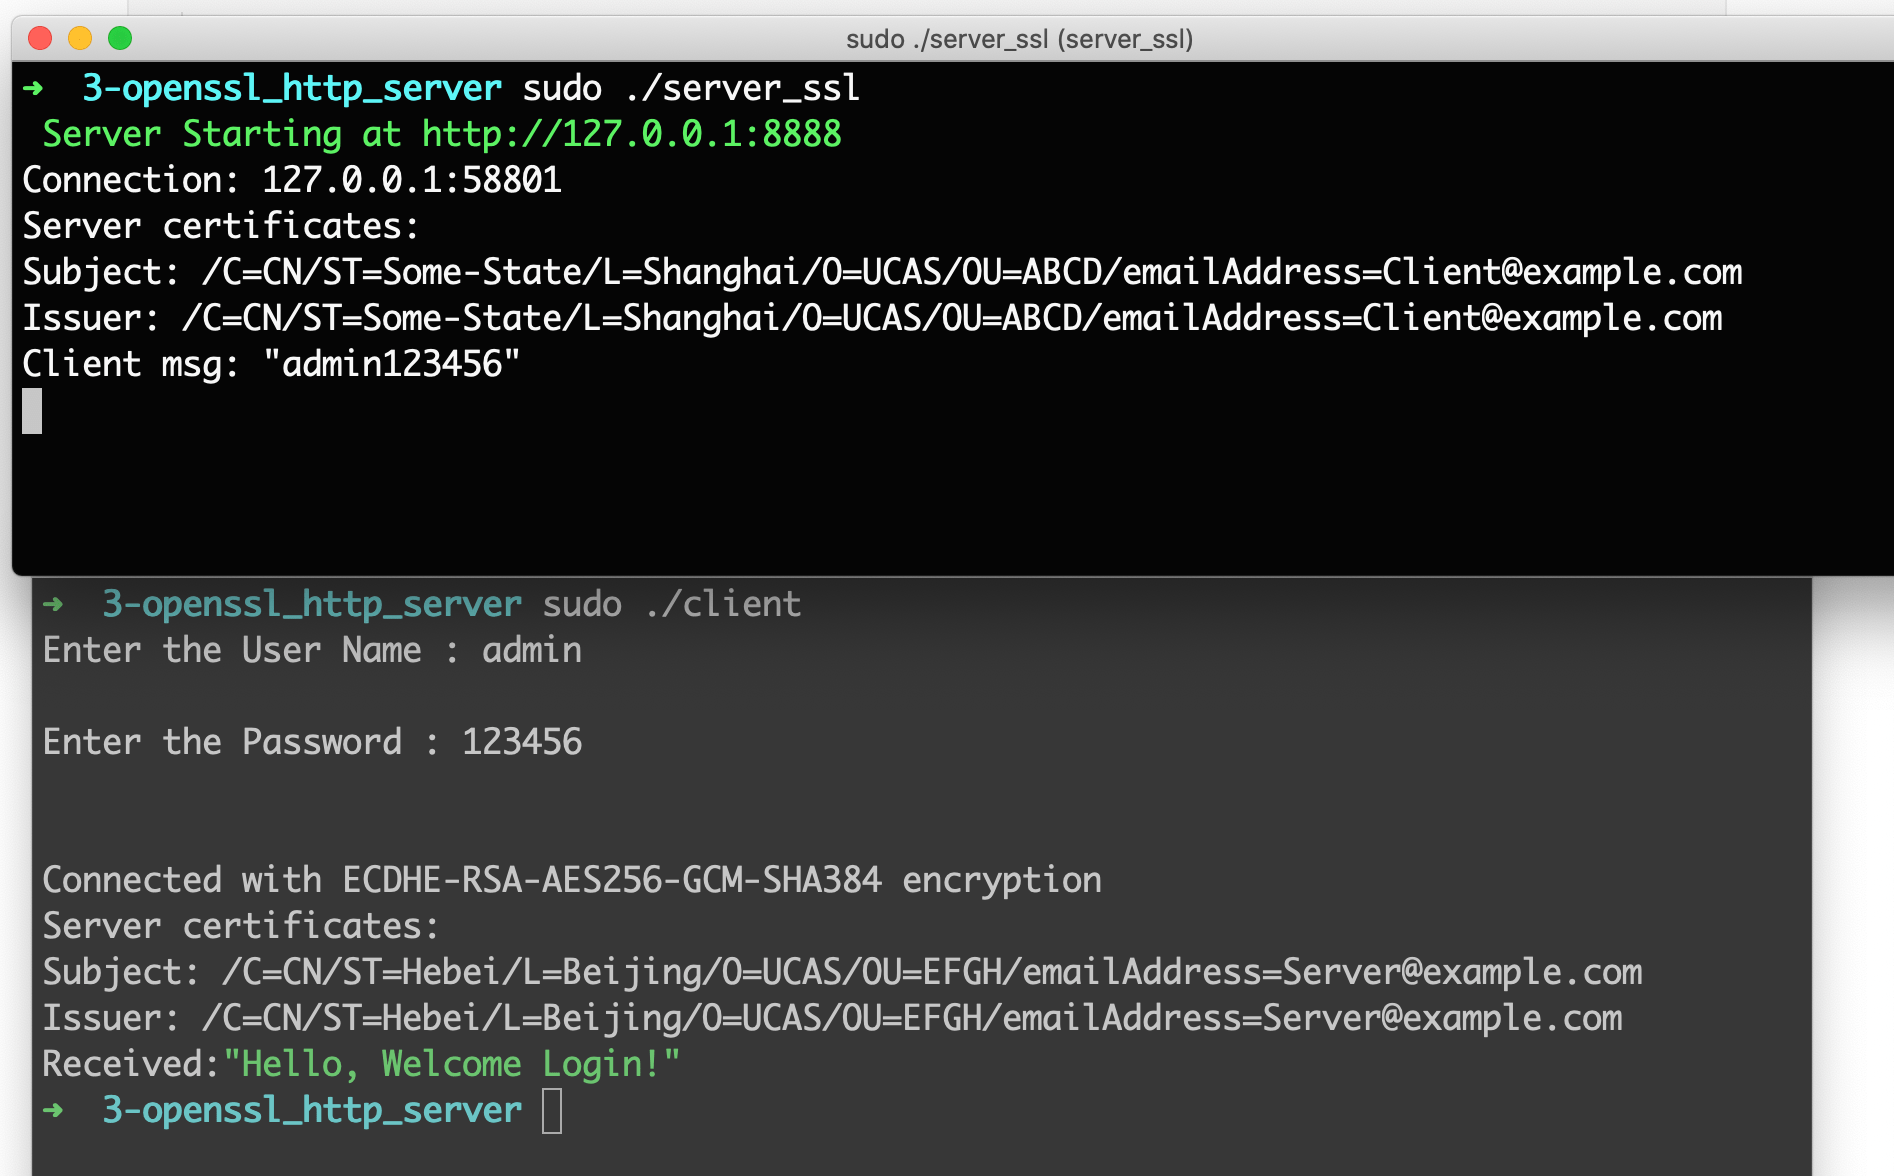 sudo ./server_ssl (server_ssl)
➜  3-openssl_http_server sudo ./server_ssl
Server Starting at http://127.0.0.1:8888
Connection: 127.0.0.1:58801
Server certificates:
Subject: /C=CN/ST=Some-State/L=Shanghai/O=UCAS/OU=ABCD/emailAddress=Client@example.com
Issuer: /C=CN/ST=Some-State/L=Shanghai/O=UCAS/OU=ABCD/emailAddress=Client@example.com
Client msg: "admin123456"
➜  3-openssl_http_server sudo ./client
Enter the User Name : admin
Enter the Password : 123456
Connected with ECDHE-RSA-AES256-GCM-SHA384 encryption
Server certificates:
Subject: /C=CN/ST=Hebei/L=Beijing/O=UCAS/OU=EFGH/emailAddress=Server@example.com
Issuer: /C=CN/ST=Hebei/L=Beijing/O=UCAS/OU=EFGH/emailAddress=Server@example.com
Received:"Hello, Welcome Login!"
➜  3-openssl_http_server